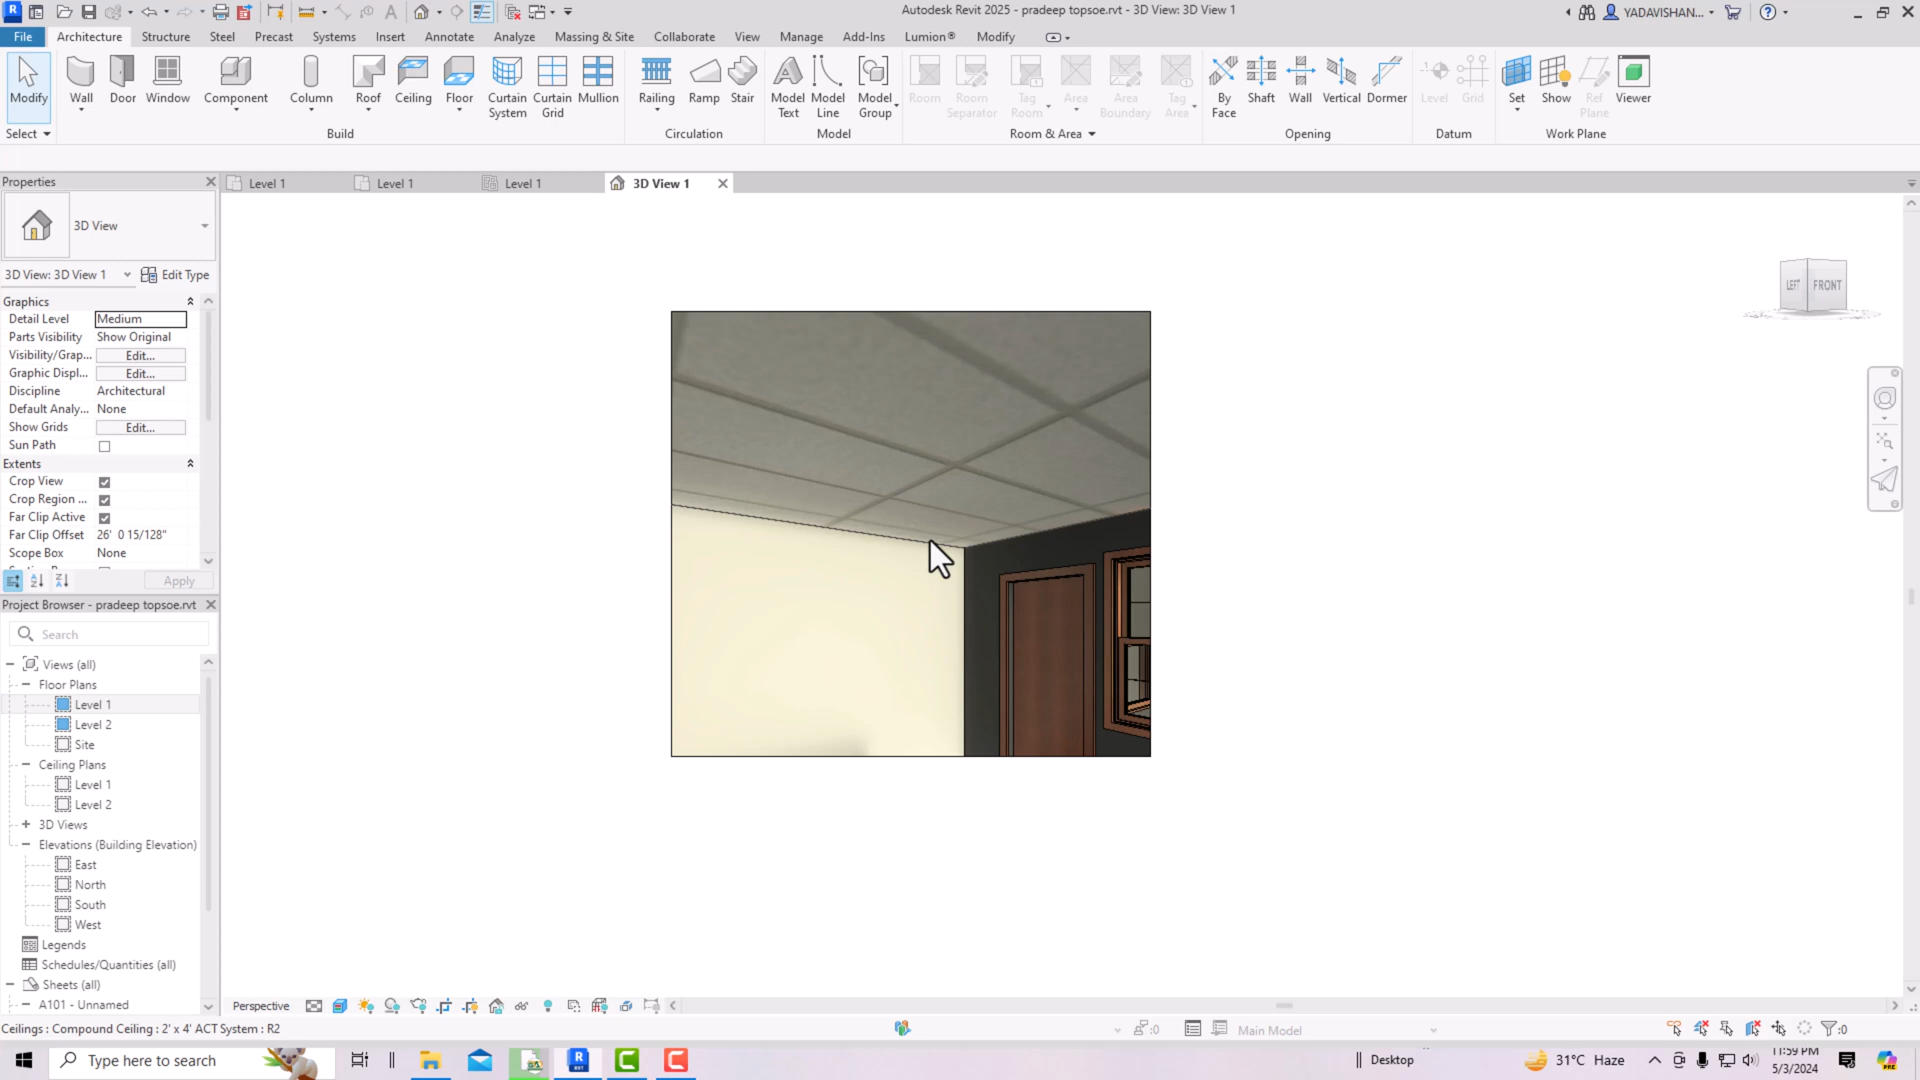 Autodesk Revit 2025 - pradeep topsoe.rvt - 3D View: 3D View 1
YADAVISHAN...
File Architecture Structure Steel Precast Systems Insert Annotate Analyze Massing & Site Collaborate View Manage Add-Ins Lumion® Modify
Modify Wall Door Window Component Column Roof Ceiling Floor Curtain System Curtain Grid Mullion Railing Ramp Stair Model Text Model Line Model Group Room Room Separator Tag Room Area Area Boundary Tag Area By Face Shaft Wall Vertical Dormer Level Grid Set Show Ref Plane Viewer
Select Build Circulation Model Room & Area Opening Datum Work Plane
Properties
Level 1 Level 1 Level 1 3D View 1
3D View
3D View: 3D View 1 Edit Type
Graphics
Detail Level Medium
Parts Visibility Show Original
Visibility/Grap... Edit...
Graphic Displ... Edit...
Discipline Architectural
Default Analy... None
Show Grids Edit...
Sun Path
Extents
Crop View
Crop Region ...
Far Clip Active
Far Clip Offset 26' 0 15/128"
Scope Box None
Apply
LEFT FRONT
Project Browser - pradeep topsoe.rvt
Search
Views (all)
Floor Plans
Level 1
Level 2
Site
Ceiling Plans
Level 1
Level 2
3D Views
Elevations (Building Elevation)
East
North
South
West
Legends
Schedules/Quantities (all)
Sheets (all)
A101 - Unnamed
Perspective
Ceilings : Compound Ceiling : 2' x 4' ACT System : R2
:0
Main Model
:0
Type here to search
Desktop
31°C Haze
11:59 PM
5/3/2024